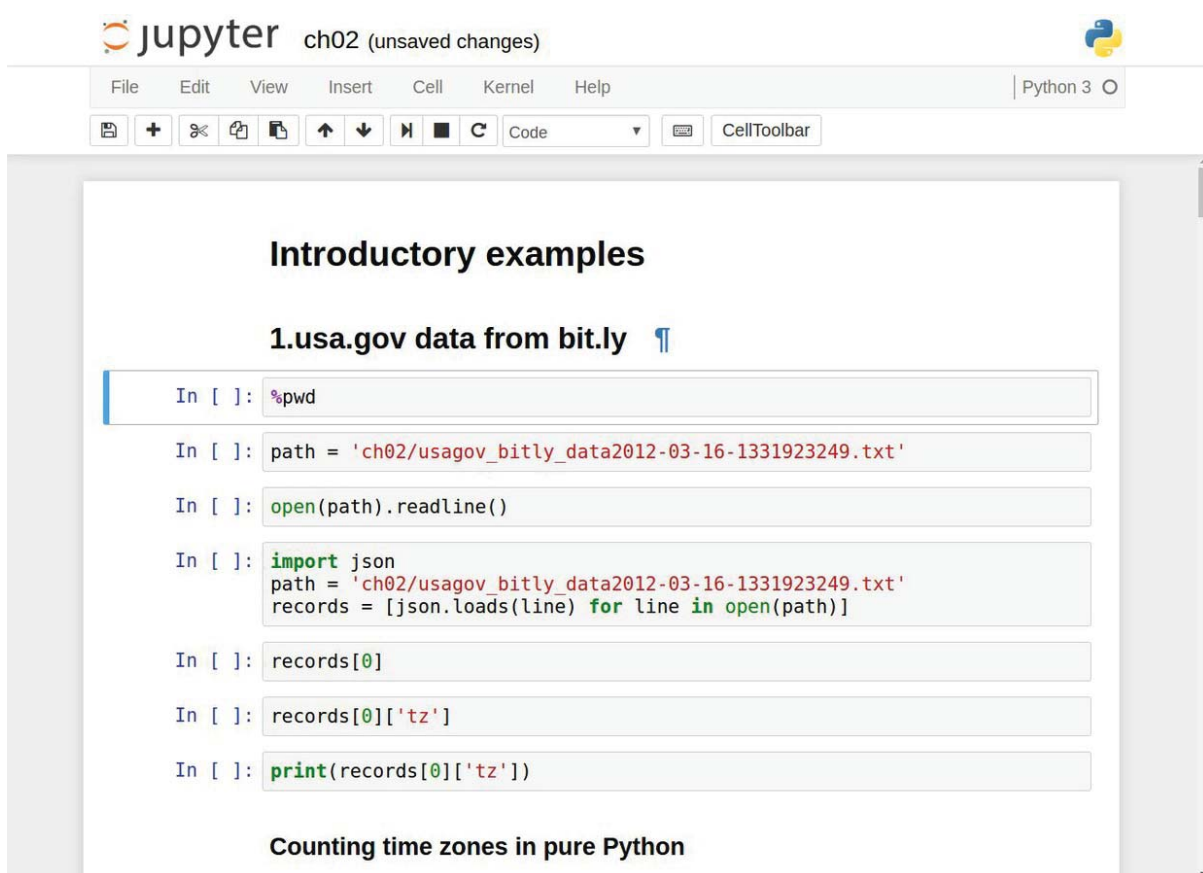 jupyter ch02 (unsaved changes)
File Edit View Insert Cell Kernel Help Python 3
Code CellToolbar
Introductory examples
1.usa.gov data from bit.ly ¶
In [ ]: %pwd
In [ ]: path = 'ch02/usagov_bitly_data2012-03-16-1331923249.txt'
In [ ]: open(path).readline()
In [ ]: import json
path = 'ch02/usagov_bitly_data2012-03-16-1331923249.txt'
records = [json.loads(line) for line in open(path)]
In [ ]: records[0]
In [ ]: records[0]['tz']
In [ ]: print(records[0]['tz'])
Counting time zones in pure Python